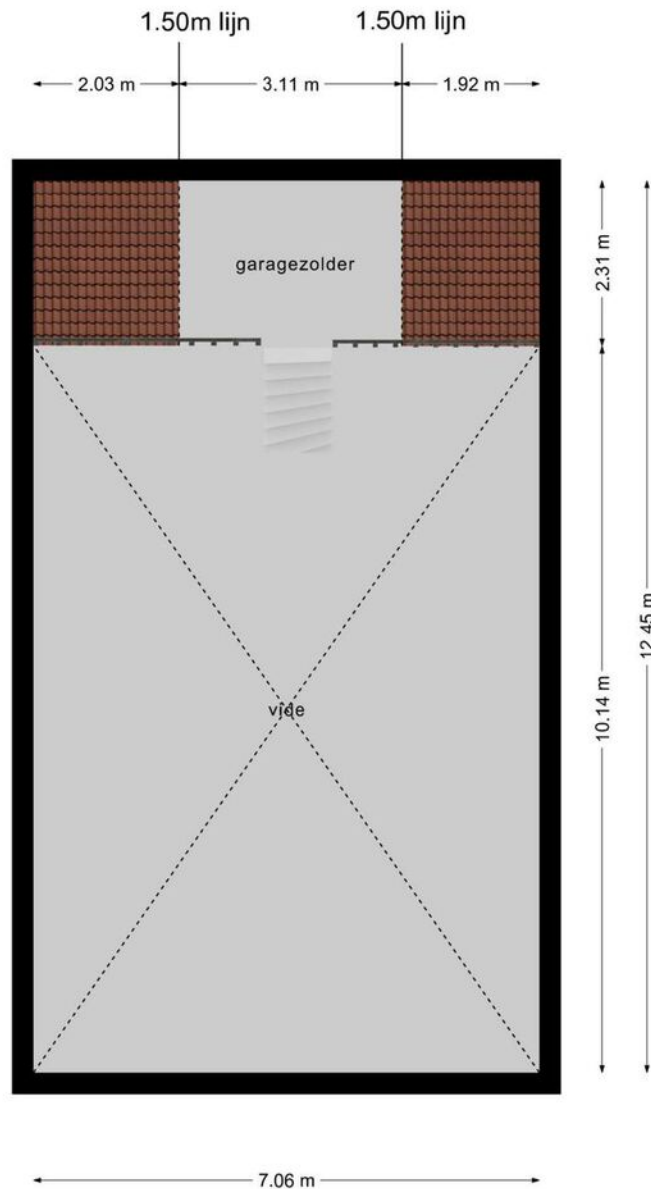 1.50m lijn
1.50m lijn
2.03 m
3.11 m
1.92 m
garagezolder
2.31 m
vide
10.14 m
12.45 m
7.06 m